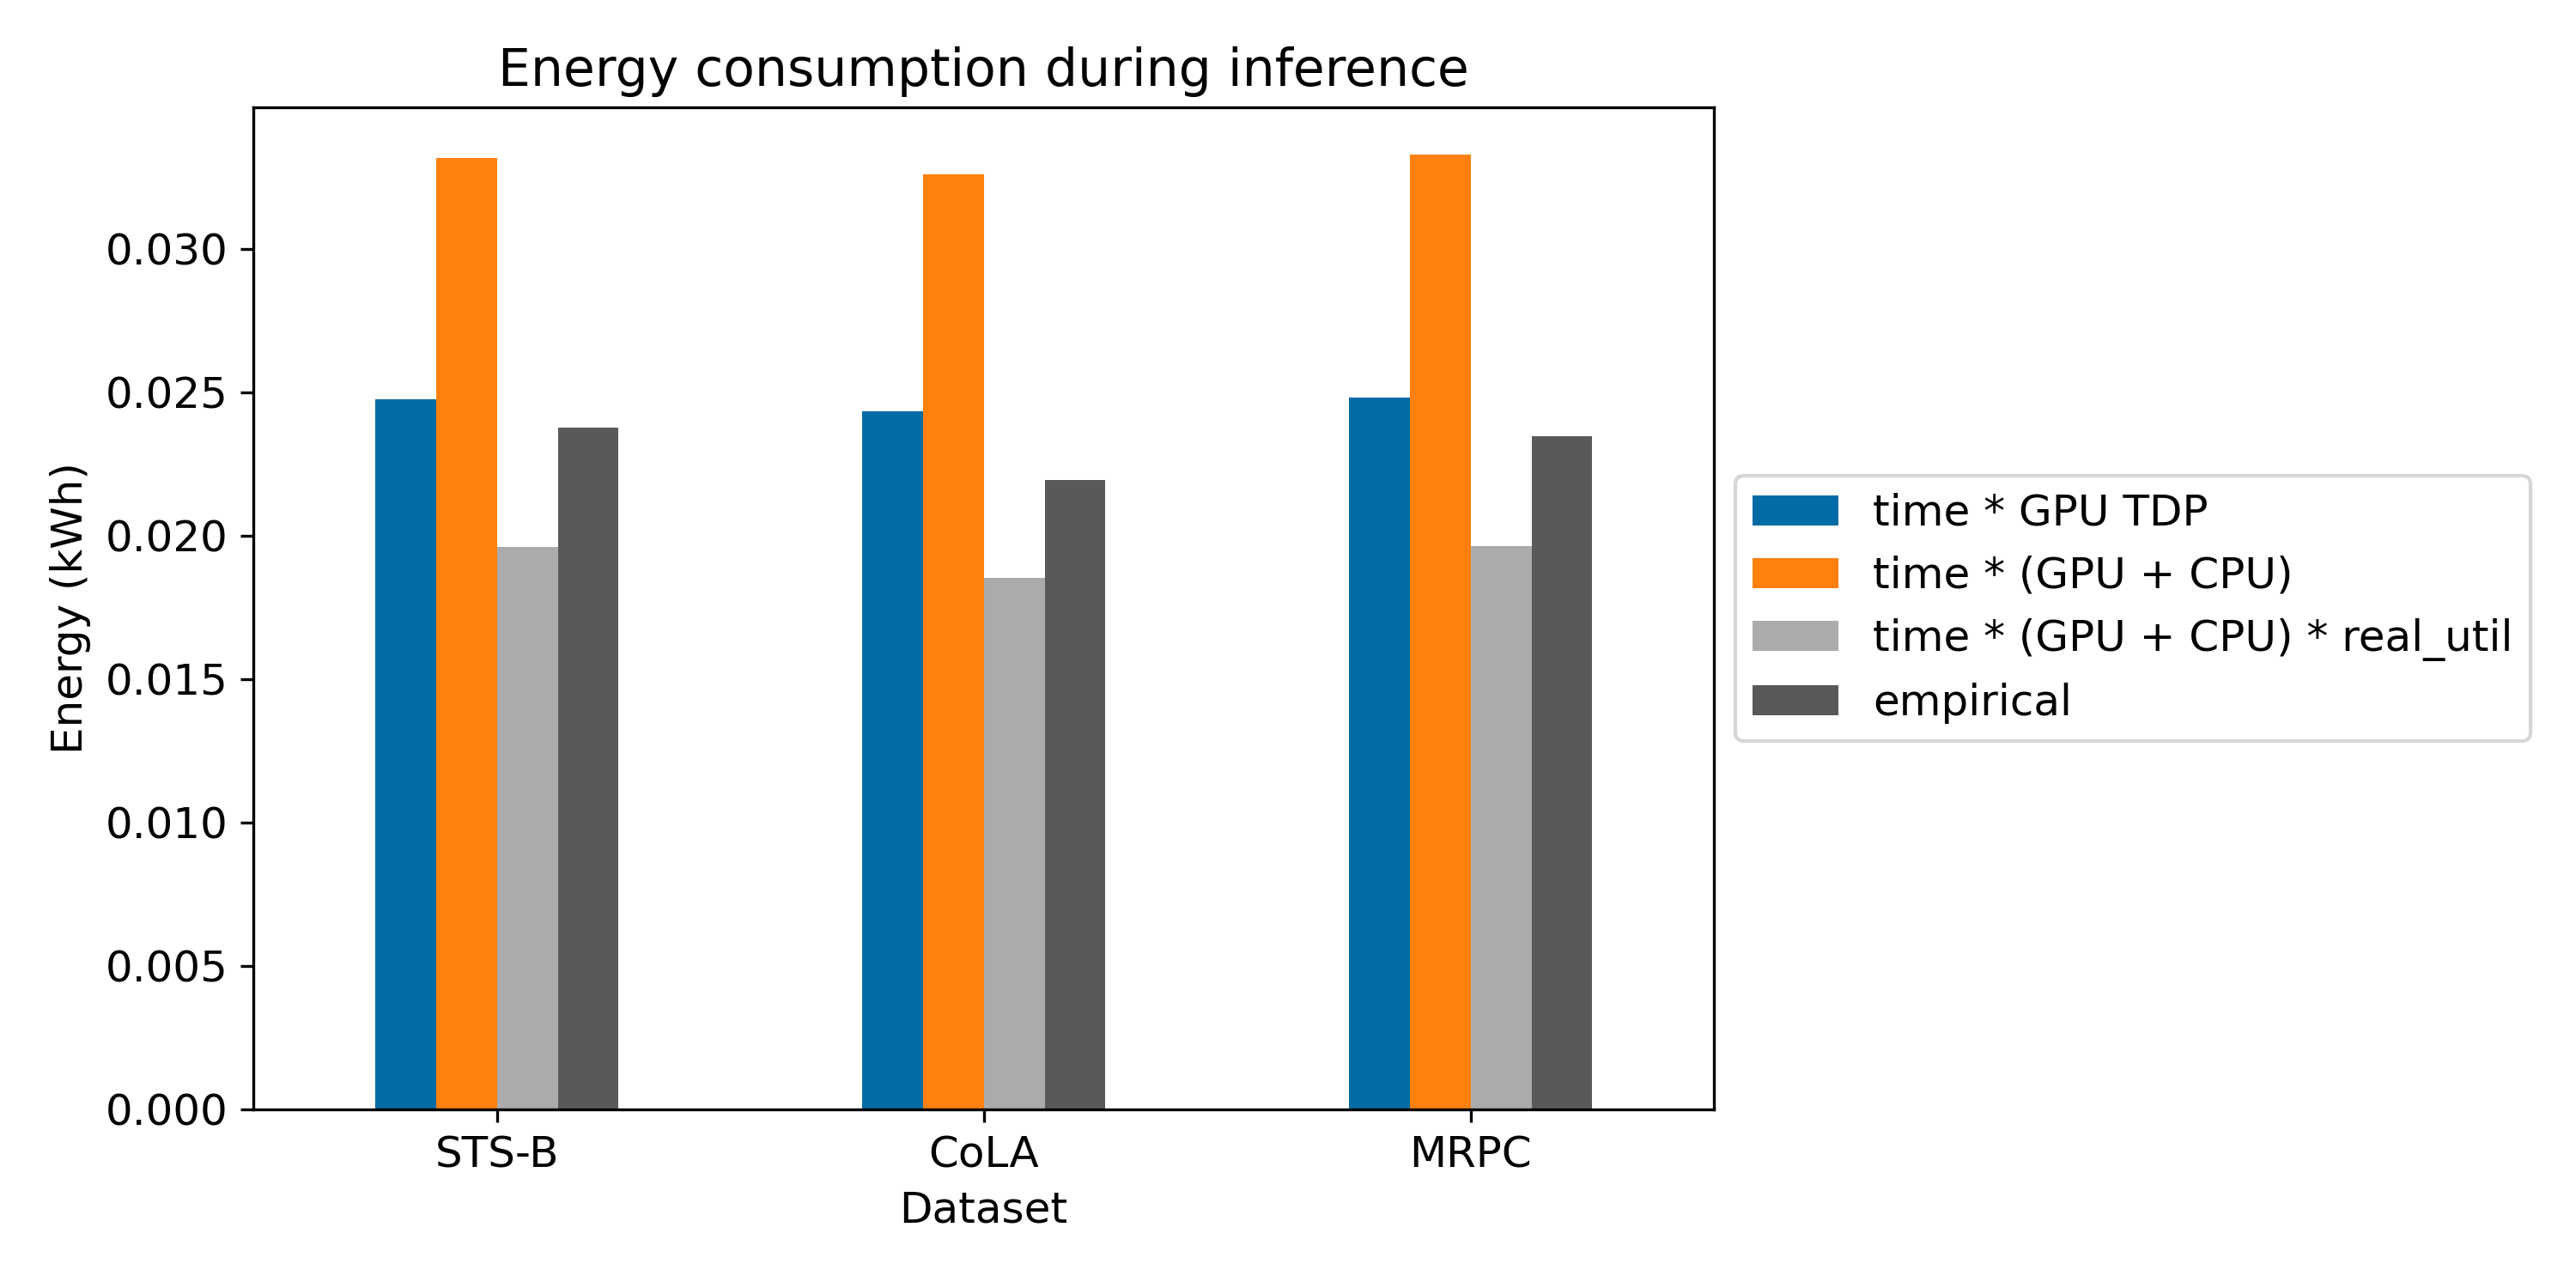 Energy consumption during inference
Energy (kWh)
0.030
0.025
0.020
0.015
0.010
0.005
0.000
STS-B
CoLA
MRPC
Dataset
time * GPU TDP
time * (GPU + CPU)
time * (GPU + CPU) * real_util
empirical